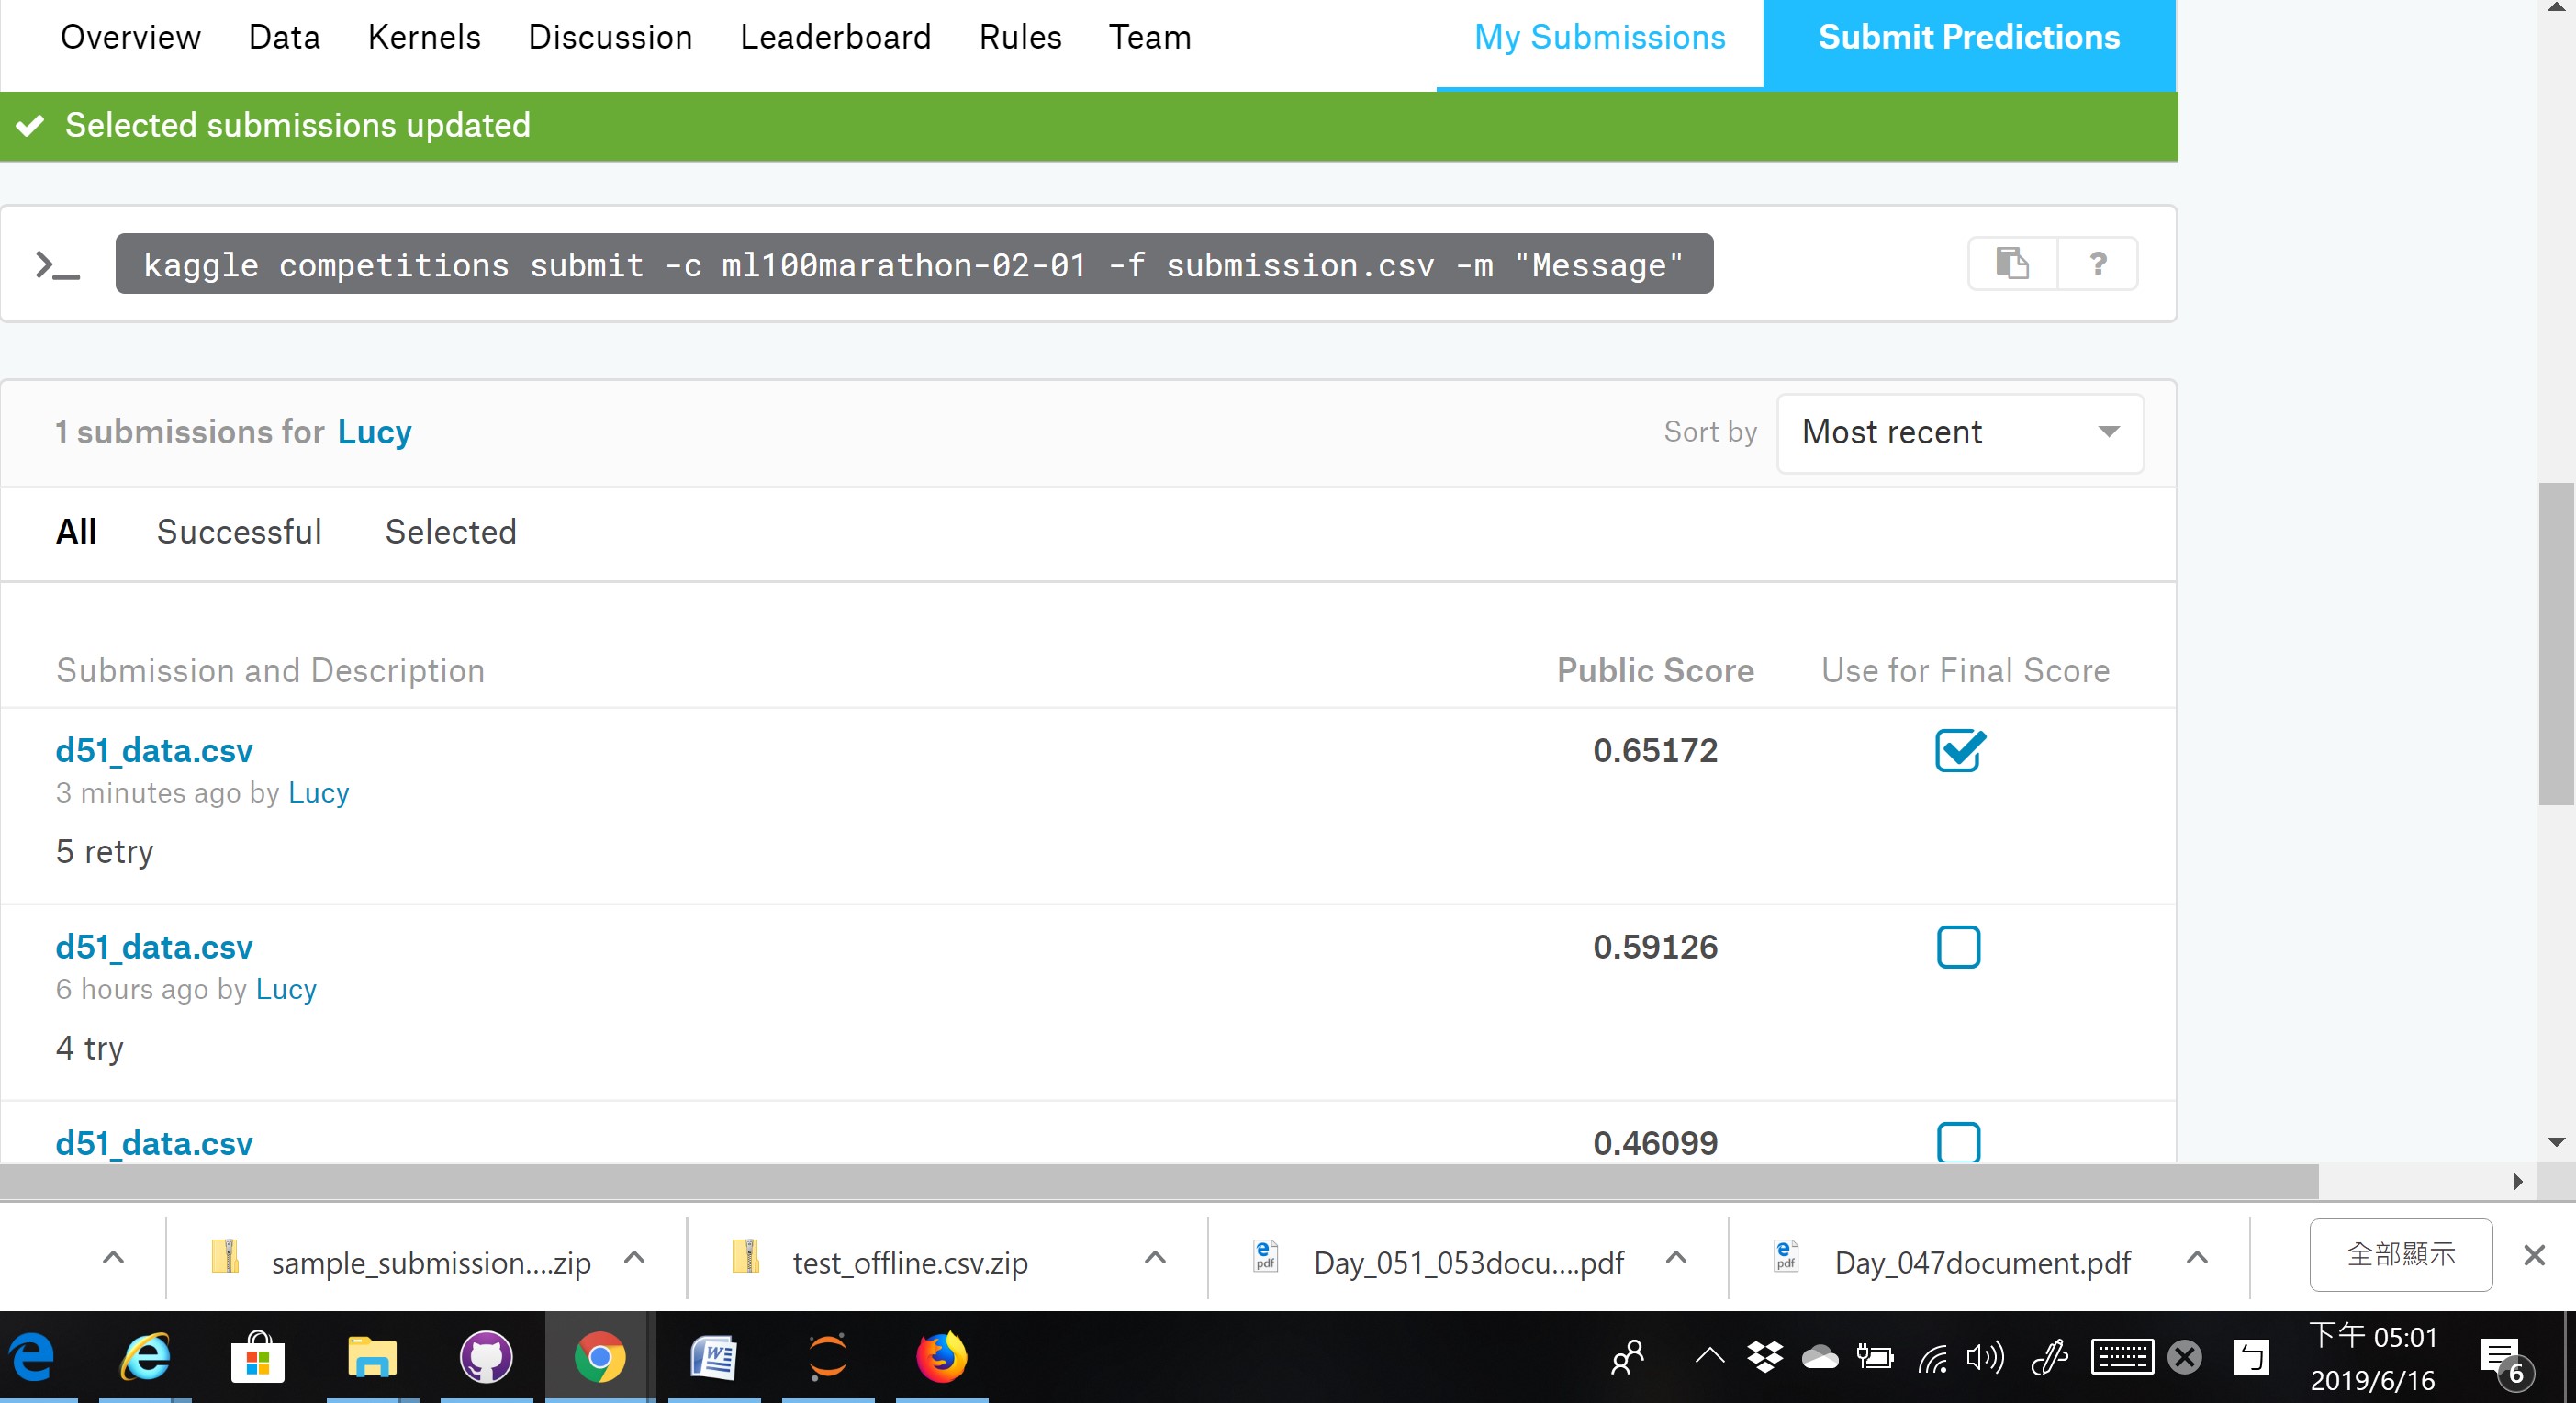 Overview Data Kernels Discussion Leaderboard Rules Team My Submissions Submit Predictions
Selected submissions updated
>_ kaggle competitions submit -c ml100marathon-02-01 -f submission.csv -m "Message" ?
1 submissions for Lucy Sort by Most recent
All Successful Selected
Submission and Description Public Score Use for Final Score
d51_data.csv 0.65172
3 minutes ago by Lucy
5 retry
d51_data.csv 0.59126
6 hours ago by Lucy
4 try
d51_data.csv 0.46099
sample_submission....zip test_offline.csv.zip Day_051_053docu....pdf Day_047document.pdf 全部顯示
下午 05:01
2019/6/16
6